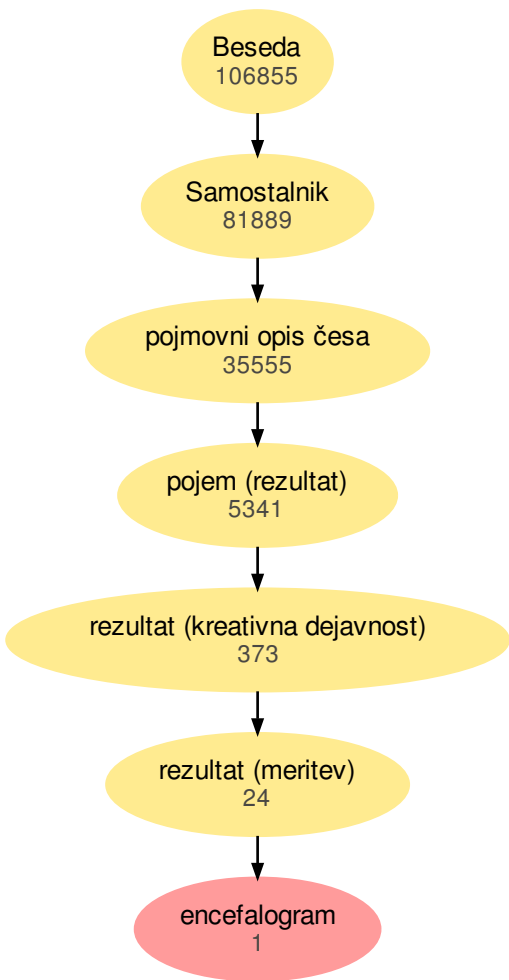 Beseda
106855
Samostalnik
81889
pojmovni opis česa
35555
pojem (rezultat)
5341
rezultat (kreativna dejavnost)
373
rezultat (meritev)
24
encefalogram
1